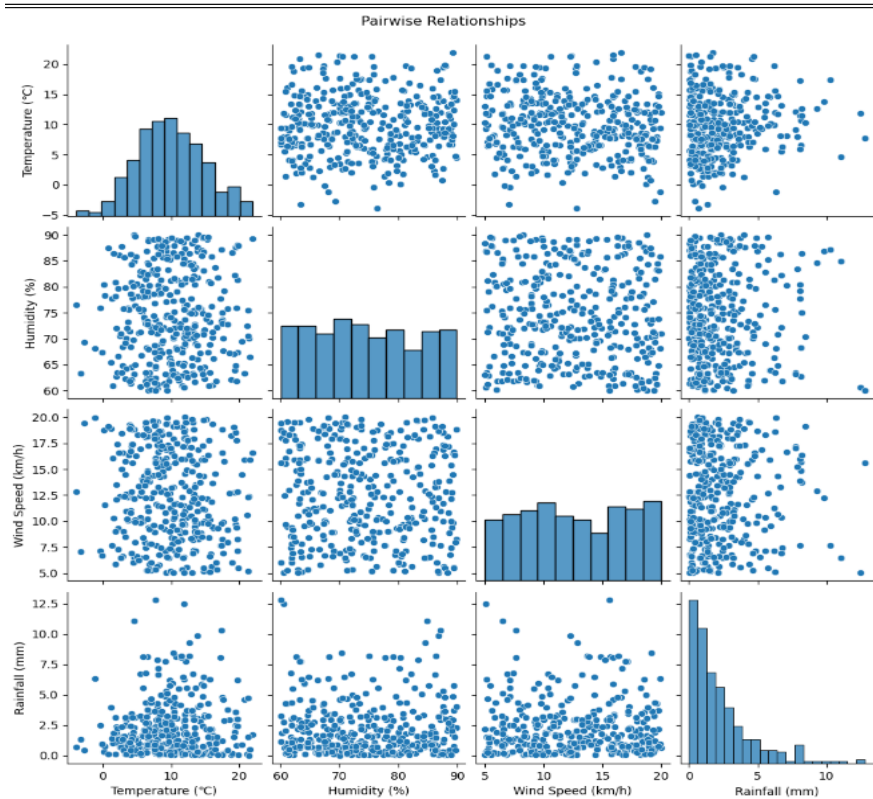 Pairwise Relationships
Temperature (°C)
20
15
10
5
0
−5
Humidity (%)
90
85
80
75
70
65
60
Wind Speed (km/h)
20.0
17.5
15.0
12.5
10.0
7.5
5.0
Rainfall (mm)
12.5
10.0
7.5
5.0
2.5
0.0
0 10 20
60 70 80 90
5 10 15 20
0 5 10
Temperature (°C) Humidity (%) Wind Speed (km/h) Rainfall (mm)